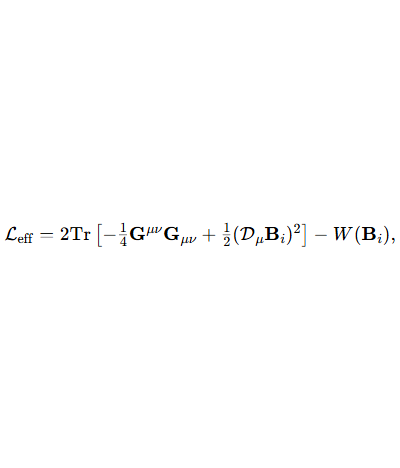 ℒ_eff = 2Tr [−¼𝐆^{μν}𝐆_{μν} + ½(𝒟_μ𝐁_i)²] − W(𝐁_i),